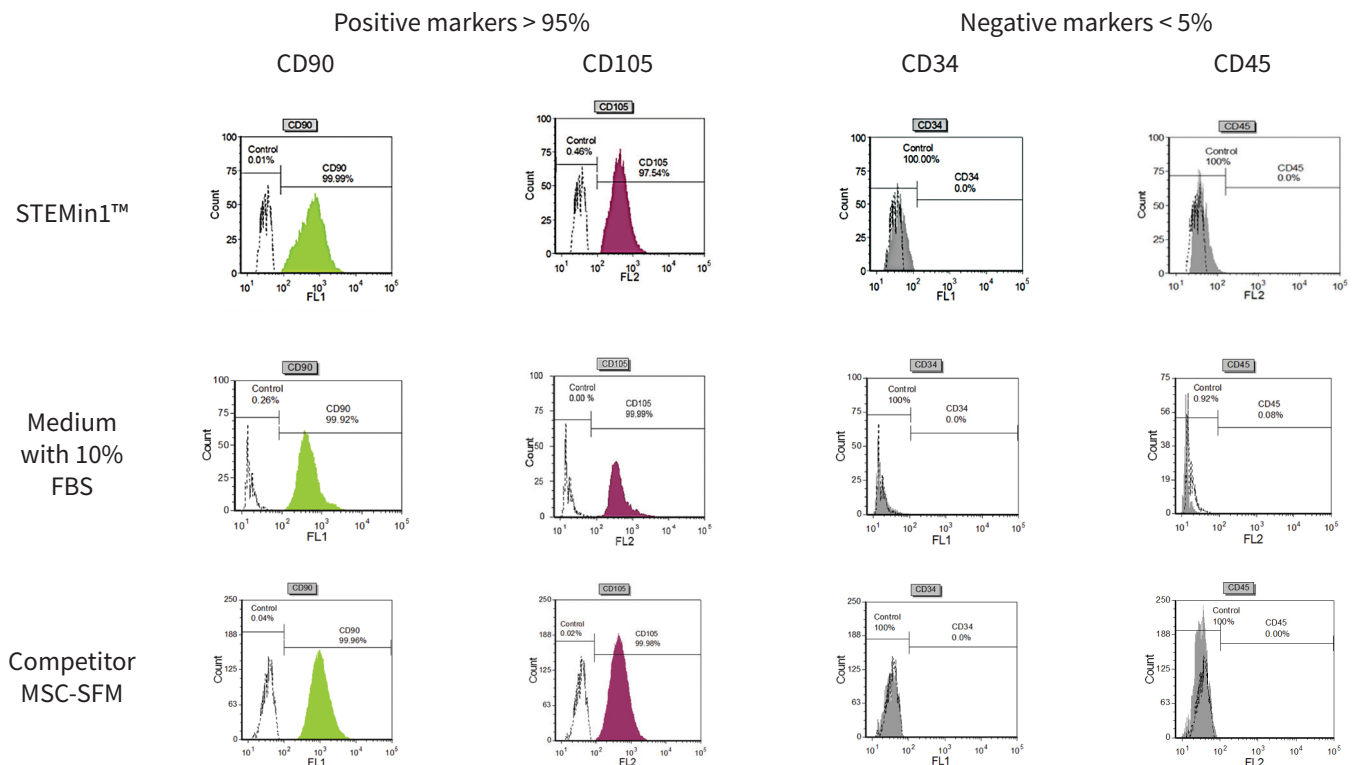 Positive markers > 95%
Negative markers < 5%
CD90
CD105
CD34
CD45
STEMin1™
CD90
Control
0.01%
CD90
99.99%
Count
100
75
50
25
0
10¹ 10² 10³ 10⁴ 10⁵
FL1
CD105
Control
0.46%
CD105
97.54%
Count
100
75
50
25
0
10¹ 10² 10³ 10⁴ 10⁵
FL2
CD34
Control
100.00%
CD34
0.0%
Count
100
75
50
25
0
10¹ 10² 10³ 10⁴ 10⁵
FL1
CD45
Control
100%
CD45
0.0%
Count
100
75
50
25
0
10¹ 10² 10³ 10⁴ 10⁵
FL2
Medium
with 10%
FBS
CD90
Control
0.26%
CD90
99.92%
Count
100
75
50
25
0
10¹ 10² 10³ 10⁴ 10⁵
FL1
CD105
Control
0.00 %
CD105
99.99%
Count
100
75
50
25
0
10¹ 10² 10³ 10⁴ 10⁵
FL2
CD34
Control
100%
CD34
0.0%
Count
100
75
50
25
0
10¹ 10² 10³ 10⁴ 10⁵
FL1
CD45
Control
0.92%
CD45
0.08%
Count
75
56
38
19
0
10¹ 10² 10³ 10⁴ 10⁵
FL2
Competitor
MSC-SFM
CD90
Control
0.04%
CD90
99.96%
Count
250
188
125
63
0
10¹ 10² 10³ 10⁴ 10⁵
FL1
CD105
Control
0.02%
CD105
99.98%
Count
250
188
125
63
0
10¹ 10² 10³ 10⁴ 10⁵
FL2
CD34
Control
100%
CD34
0.0%
Count
250
188
125
63
0
10¹ 10² 10³ 10⁴ 10⁵
FL1
CD45
Control
100%
CD45
0.00%
Count
250
188
125
63
0
10¹ 10² 10³ 10⁴ 10⁵
FL2